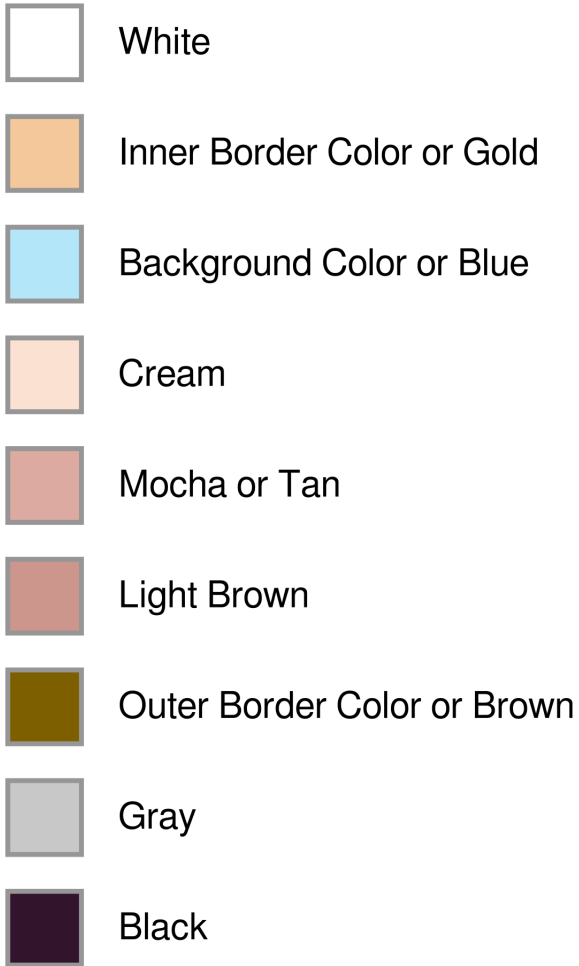 White
Inner Border Color or Gold
Background Color or Blue
Cream
Mocha or Tan
Light Brown
Outer Border Color or Brown
Gray
Black